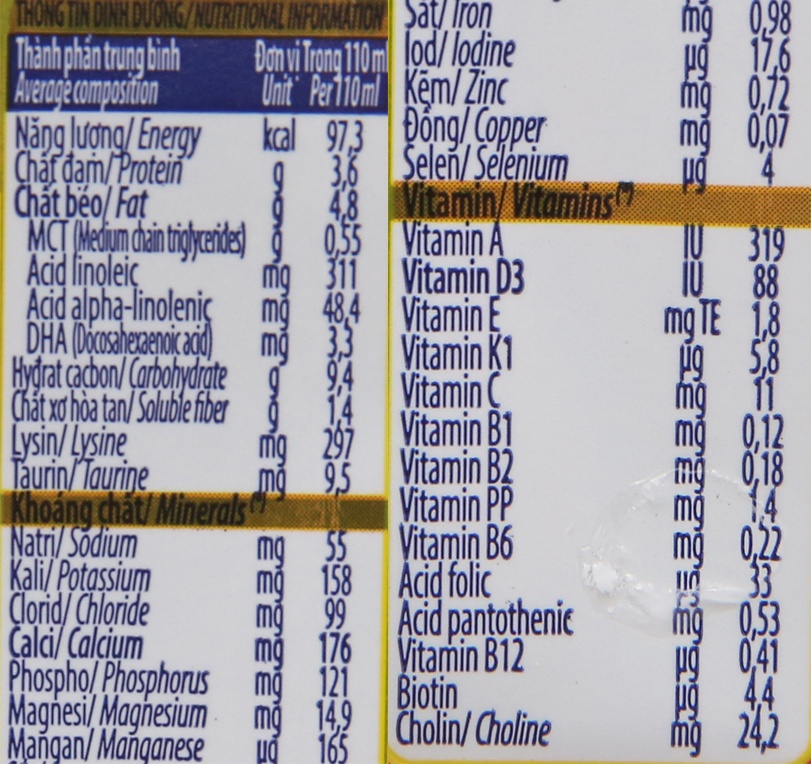 THÔNG TIN DINH DƯỠNG/ NUTRITIONAL INFORMATION
Thành phần trung bình Đơn vị Trong 110 m
Average composition Unit Per 110 ml
Năng lượng/ Energy kcal 97,3
Chất đạm/ Protein g 3,6
Chất béo/ Fat g 4,8
MCT (Medium chain triglycerides) g 0,55
Acid linoleic mg 311
Acid alpha-linolenic mg 48,4
DHA (Docosahexaenoic acid) mg 3,3
Hyđrat cacbon/ Carbohydrate g 9,4
Chất xơ hòa tan/ Soluble fiber g 1,4
Lysin/ Lysine mg 297
Taurin/ Taurine mg 9,5
Khoáng chất/ Minerals(*)
Natri/ Sodium mg 55
Kali/ Potassium mg 158
Clorid/ Chloride mg 99
Calci/ Calcium mg 176
Phospho/ Phosphorus mg 121
Magnesi/ Magnesium mg 14,9
Mangan/ Manganese µg 165
Sắt/ Iron mg 0,98
Iod/ Iodine µg 17,6
Kẽm/ Zinc mg 0,72
Đồng/ Copper mg 0,07
Selen/ Selenium µg 4
Vitamin/ Vitamins(*)
Vitamin A IU 319
Vitamin D3 IU 88
Vitamin E mg TE 1,8
Vitamin K1 µg 5,8
Vitamin C mg 11
Vitamin B1 mg 0,12
Vitamin B2 mg 0,18
Vitamin PP mg 1,4
Vitamin B6 mg 0,22
Acid folic µg 33
Acid pantothenic mg 0,53
Vitamin B12 µg 0,41
Biotin µg 4,4
Cholin/ Choline mg 24,2